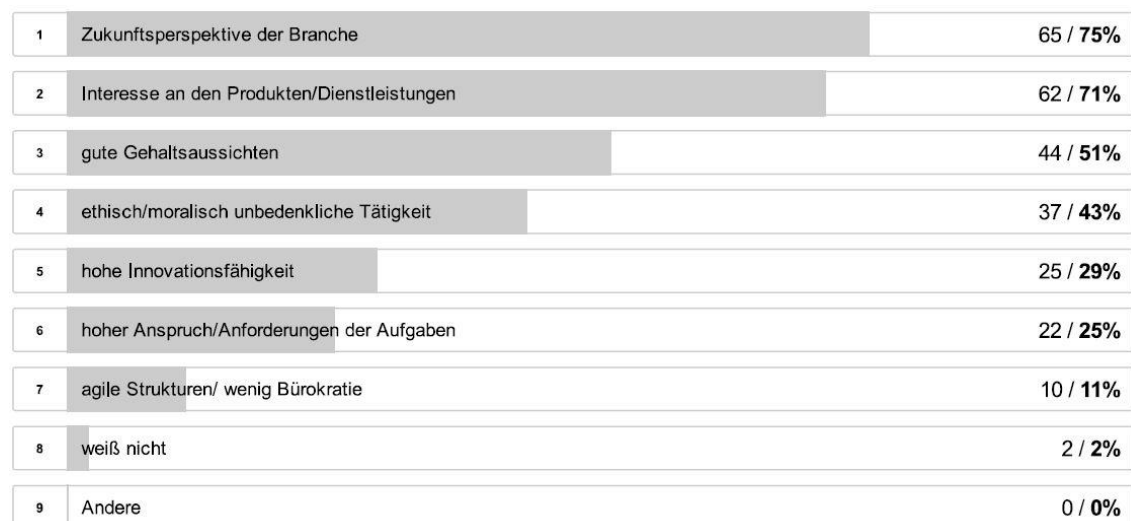 1 Zukunftsperspektive der Branche 65 / 75%
2 Interesse an den Produkten/Dienstleistungen 62 / 71%
3 gute Gehaltsaussichten 44 / 51%
4 ethisch/moralisch unbedenkliche Tätigkeit 37 / 43%
5 hohe Innovationsfähigkeit 25 / 29%
6 hoher Anspruch/Anforderungen der Aufgaben 22 / 25%
7 agile Strukturen/ wenig Bürokratie 10 / 11%
8 weiß nicht 2 / 2%
9 Andere 0 / 0%